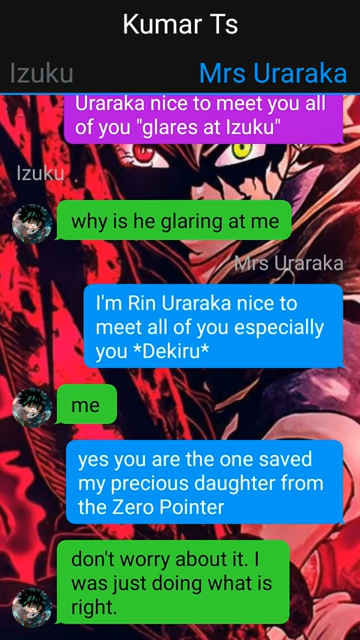 Kumar Ts
Izuku
Mrs Uraraka
Uraraka nice to meet you all
of you "glares at Izuku"
Izuku
why is he glaring at me
Mrs Uraraka
I'm Rin Uraraka nice to
meet all of you especially
you *Dekiru*
me
yes you are the one saved
my precious daughter from
the Zero Pointer
don't worry about it. I
was just doing what is
right.